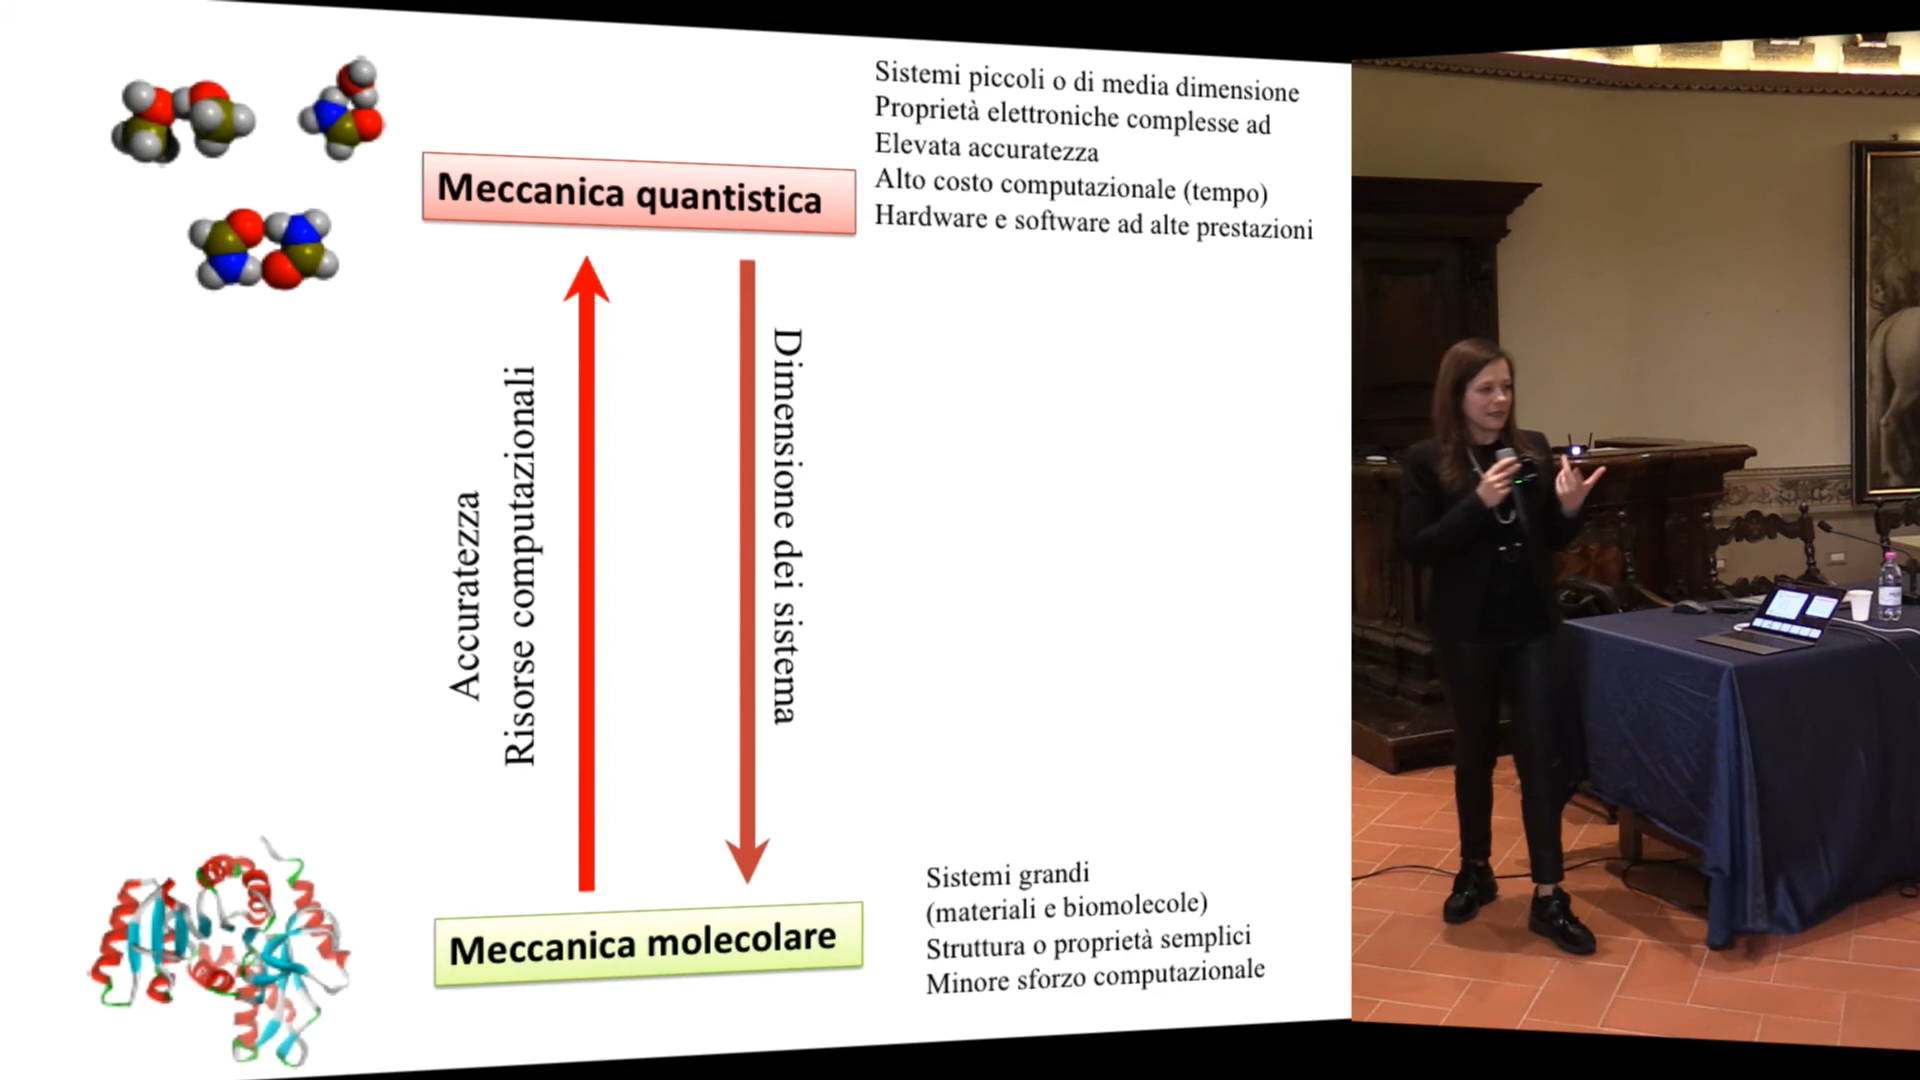 Sistemi piccoli o di media dimensione
Proprietà elettroniche complesse ad
Elevata accuratezza
Alto costo computazionale (tempo)
Hardware e software ad alte prestazioni
Meccanica quantistica
Accuratezza
Risorse computazionali
Dimensione dei sistema
Meccanica molecolare
Sistemi grandi
(materiali e biomolecole)
Struttura o proprietà semplici
Minore sforzo computazionale